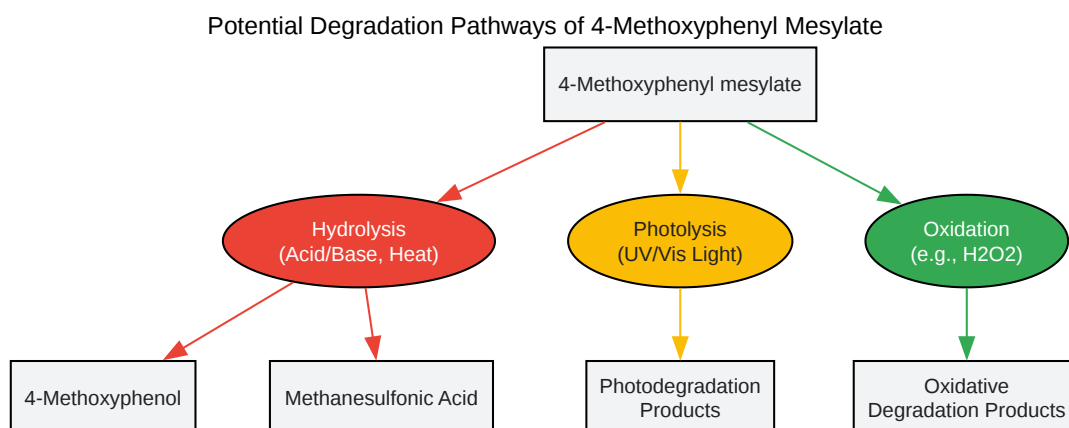 Potential Degradation Pathways of 4-Methoxyphenyl Mesylate
4-Methoxyphenyl mesylate
Hydrolysis
(Acid/Base, Heat)
Photolysis
(UV/Vis Light)
Oxidation
(e.g., H2O2)
4-Methoxyphenol
Methanesulfonic Acid
Photodegradation
Products
Oxidative
Degradation Products